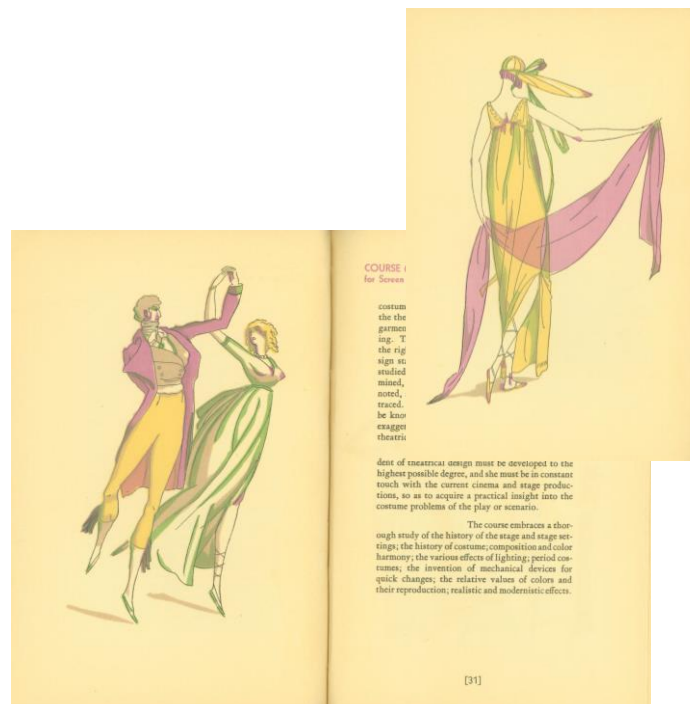 COURSE
for Screen
costum
the the
garmen
ing. T
the rig
sign st
studied
mined,
noted,
traced.
be kno
exagge
theatric
dent of theatrical design must be developed to the
highest possible degree, and she must be in constant
touch with the current cinema and stage produc-
tions, so as to acquire a practical insight into the
costume problems of the play or scenario.
The course embraces a thor-
ough study of the history of the stage and stage set-
tings; the history of costume; composition and color
harmony; the various effects of lighting; period cos-
tumes; the invention of mechanical devices for
quick changes; the relative values of colors and
their reproduction; realistic and modernistic effects.
[31]